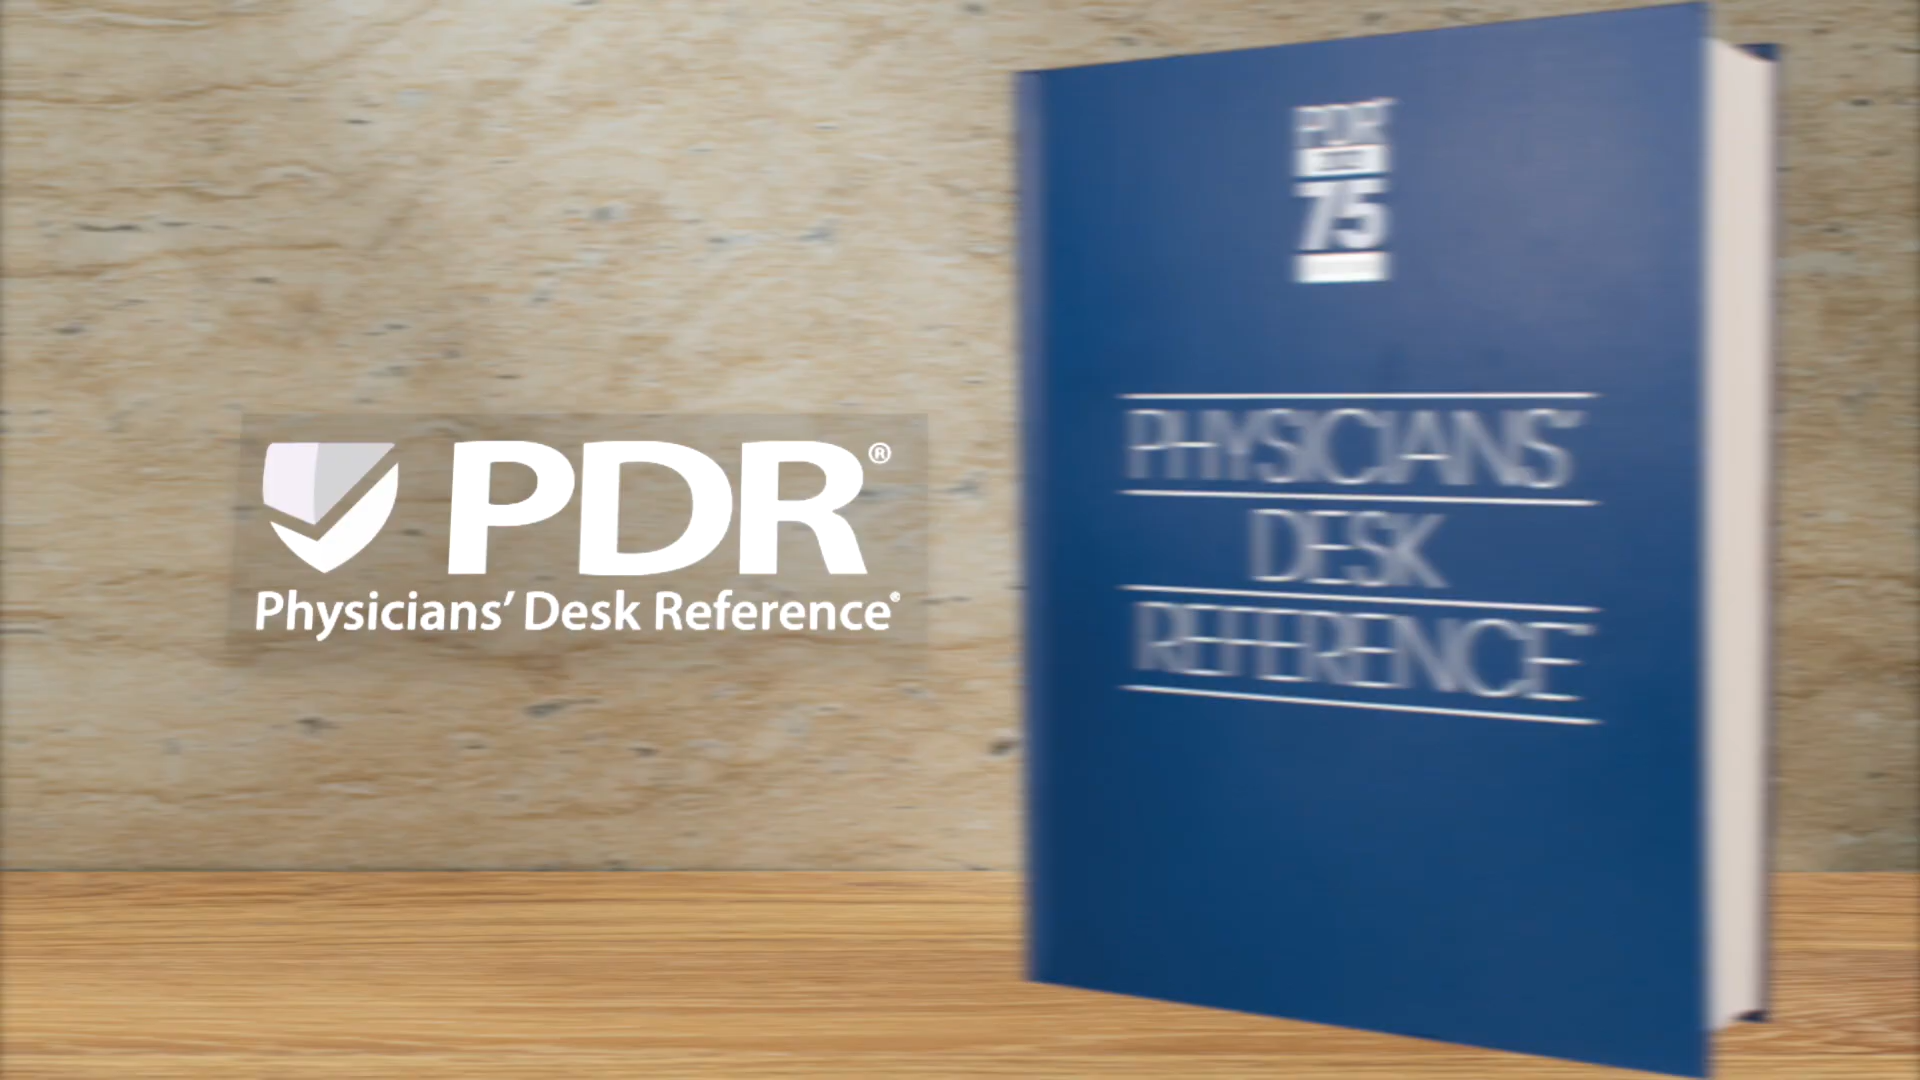 PDR®
Physicians’ Desk Reference®
PDR
75
PHYSICIANS’
DESK
REFERENCE®